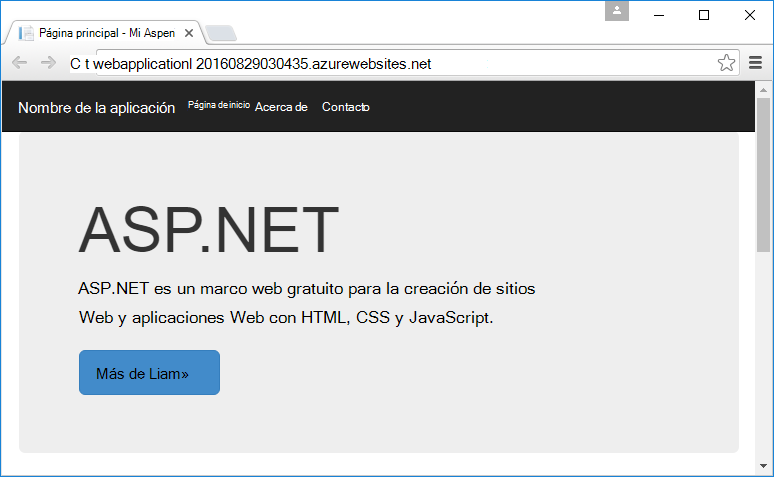 Página principal - Mi Aspen
C t webapplicationl 20160829030435.azurewebsites.net
Nombre de la aplicación Página de inicio Acerca de Contacto
ASP.NET
ASP.NET es un marco web gratuito para la creación de sitios
Web y aplicaciones Web con HTML, CSS y JavaScript.
Más de Liam»